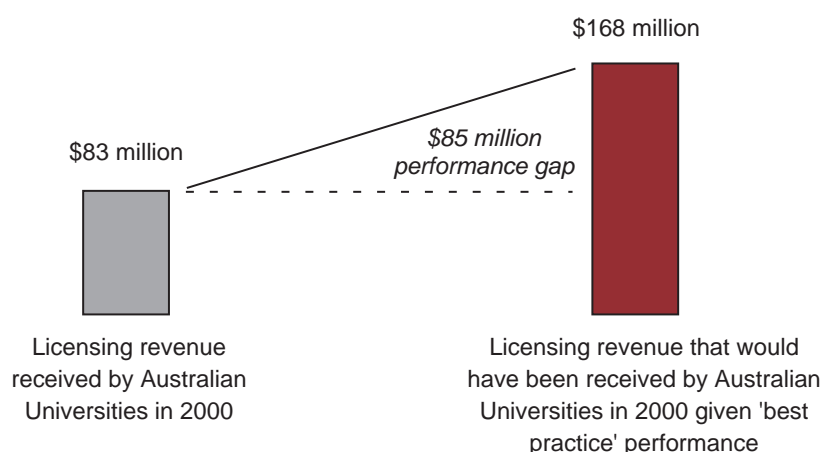 $168 million
$83 million
$85 million
performance gap
Licensing revenue
received by Australian
Universities in 2000
Licensing revenue that would
have been received by Australian
Universities in 2000 given 'best
practice' performance